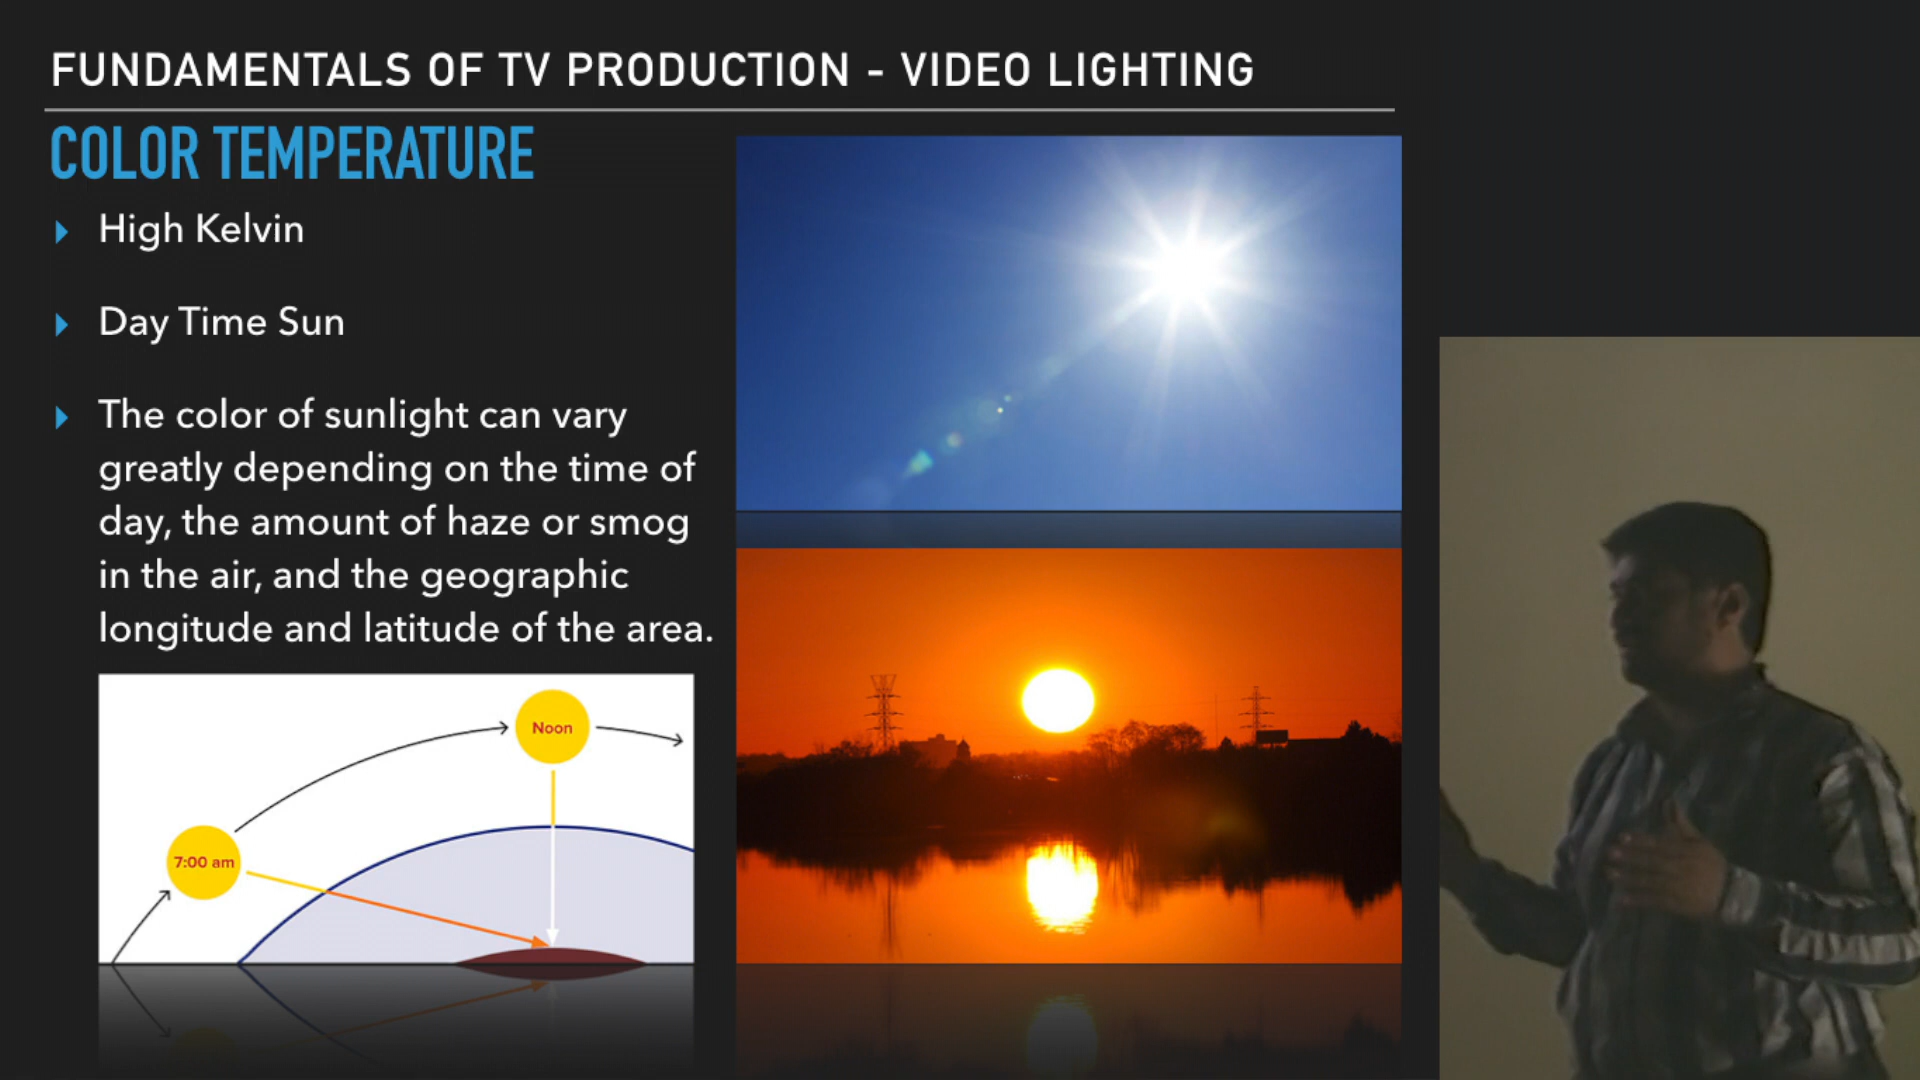 FUNDAMENTALS OF TV PRODUCTION - VIDEO LIGHTING
COLOR TEMPERATURE
High Kelvin
Day Time Sun
The color of sunlight can vary
greatly depending on the time of
day, the amount of haze or smog
in the air, and the geographic
longitude and latitude of the area.
Noon
7:00 am